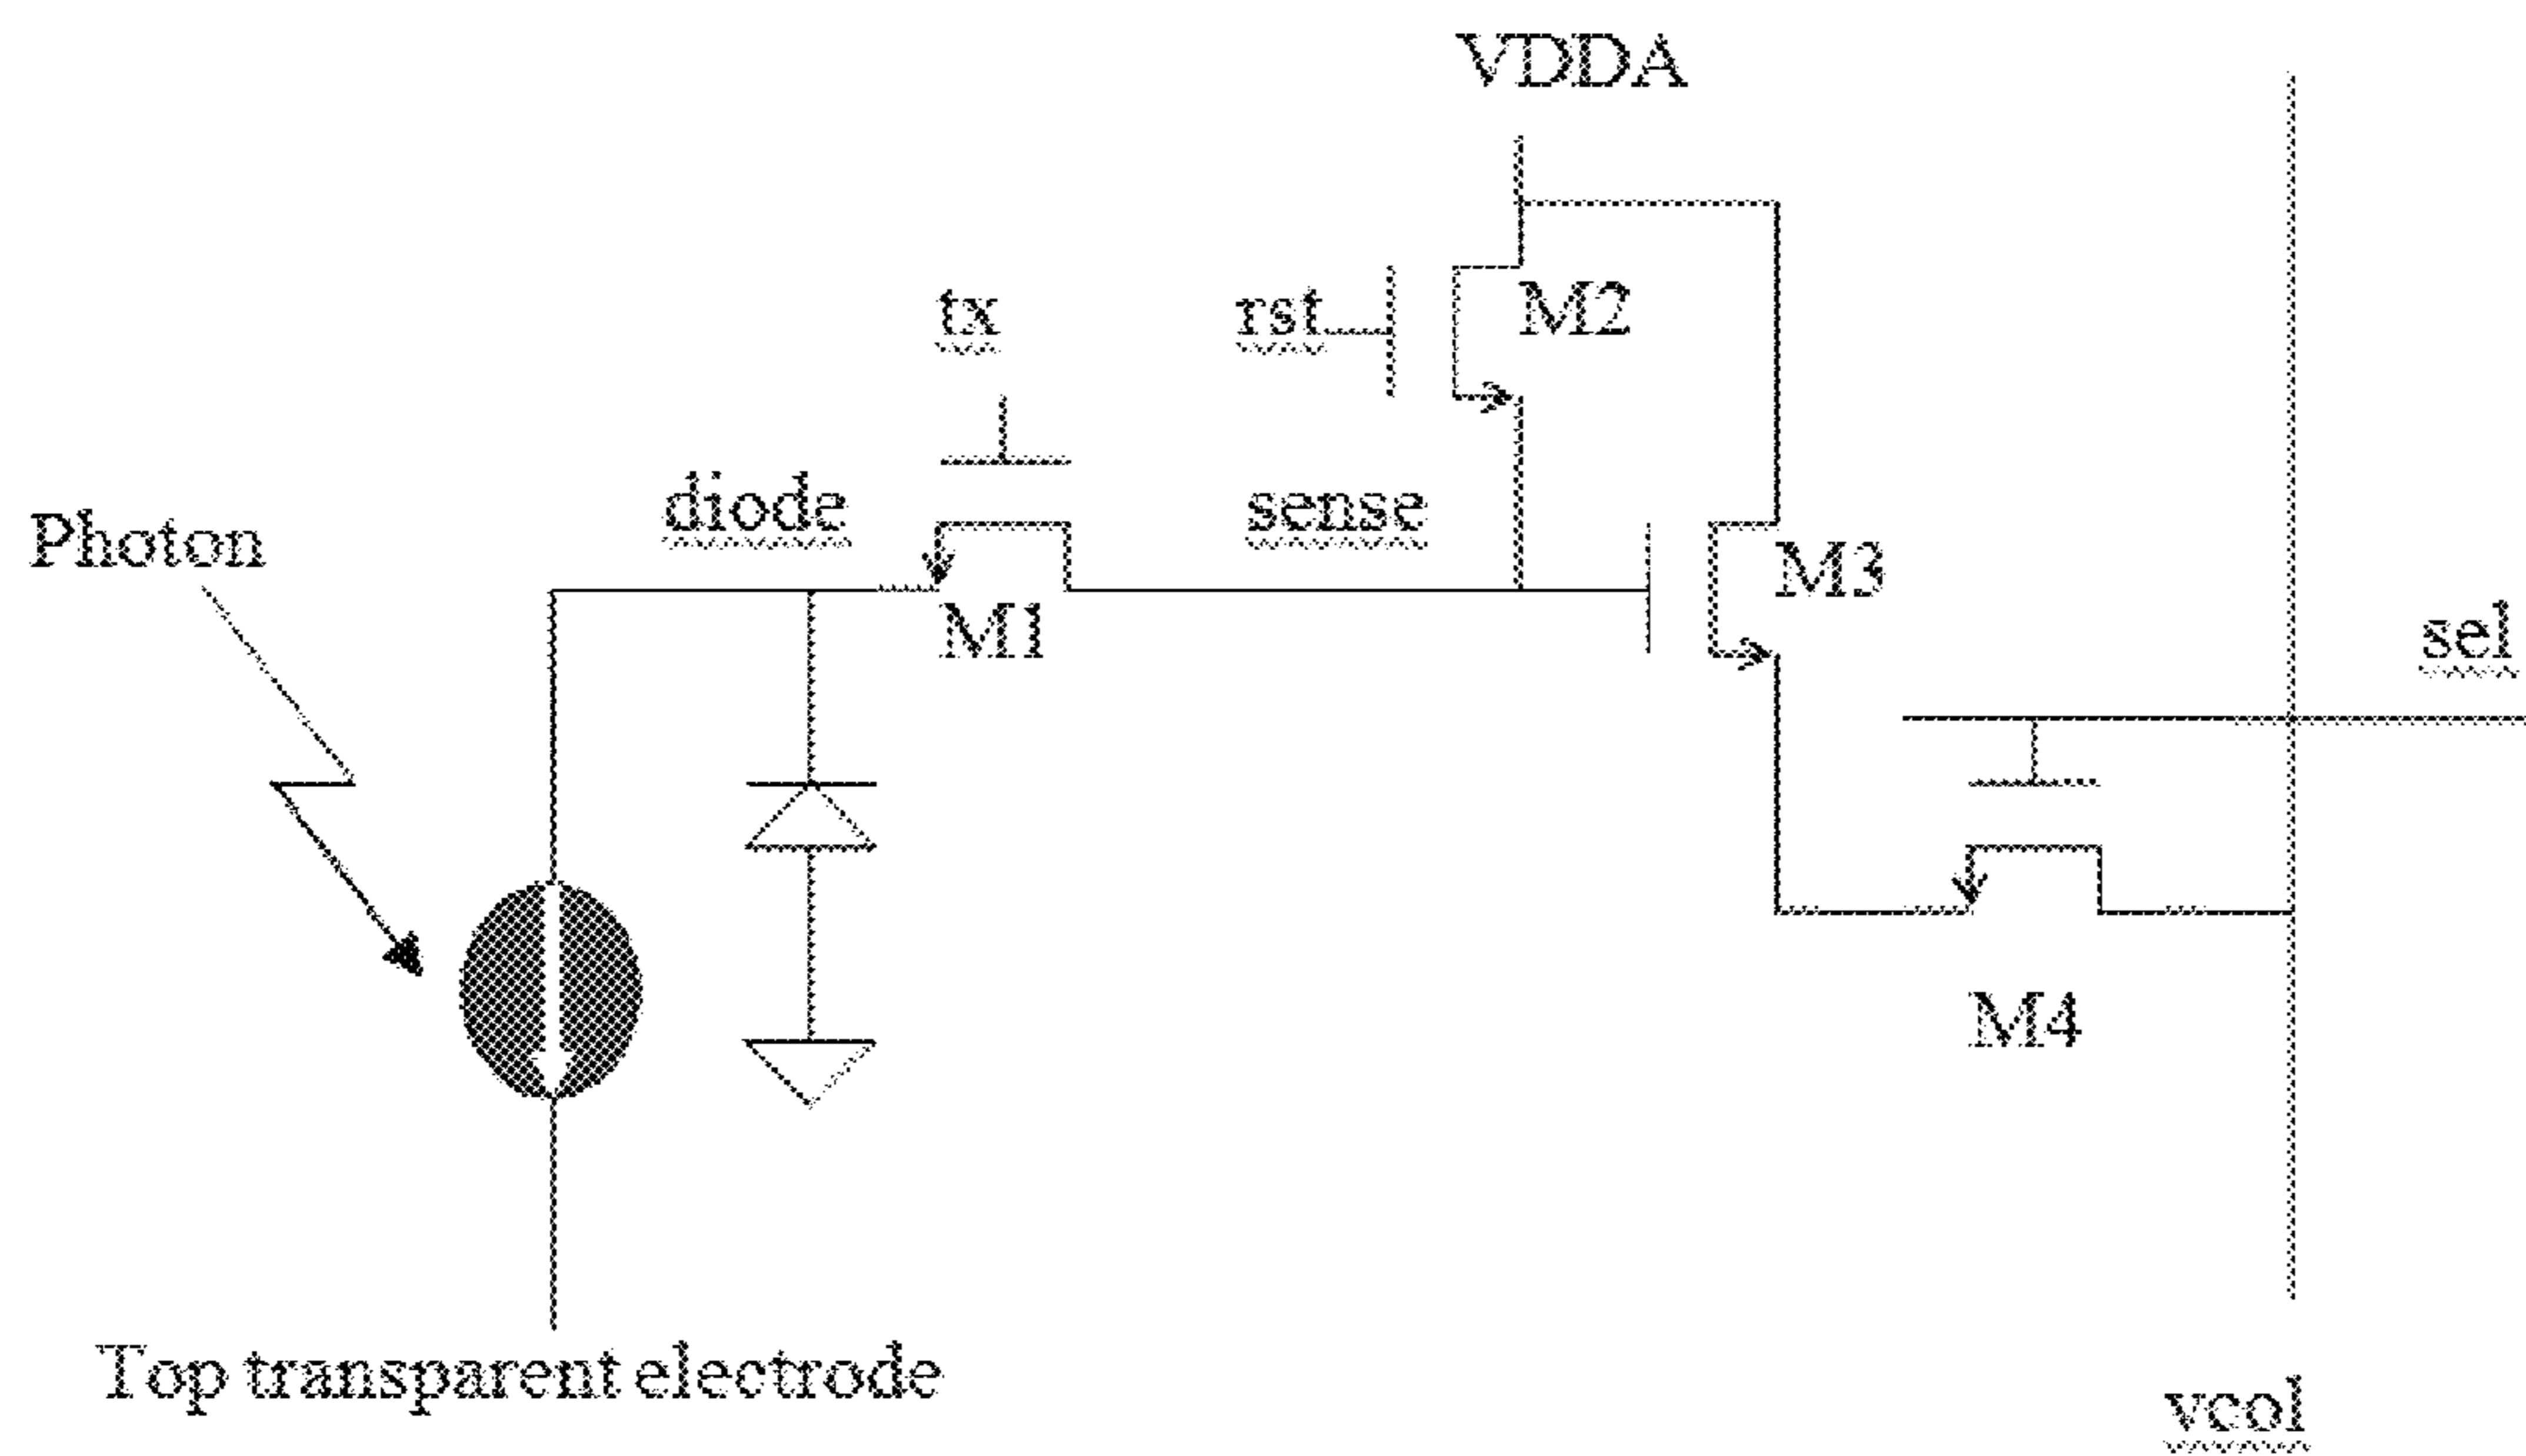 VDDA
tx
rst
M2
diode
sense
Photon
M3
M1
sel
M4
Top transparent electrode
vcol